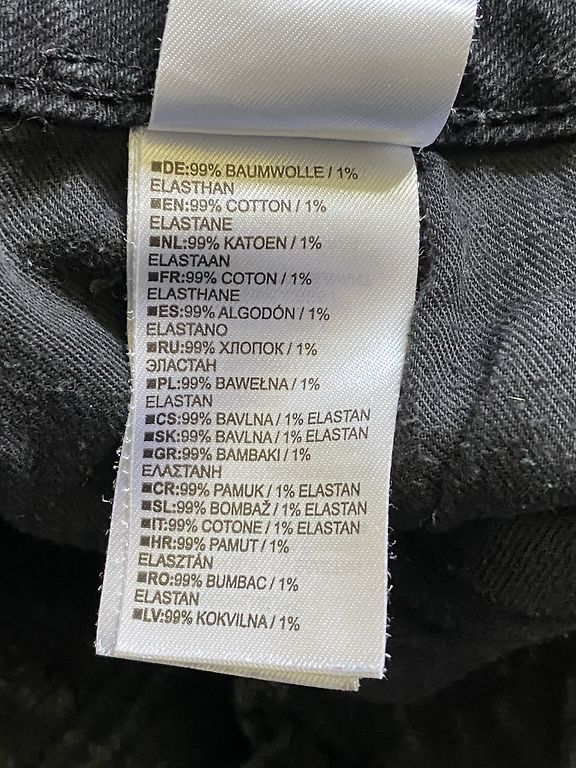 ■DE:99% BAUMWOLLE / 1%
ELASTHAN
■EN:99% COTTON / 1%
ELASTANE
■NL:99% KATOEN / 1%
ELASTAAN
■FR:99% COTON / 1%
ELASTHANE
■ES:99% ALGODÓN / 1%
ELASTANO
■RU:99% ХЛОПОК / 1%
ЭЛАСТАН
■PL:99% BAWEŁNA / 1%
ELASTAN
■CS:99% BAVLNA / 1% ELASTAN
■SK:99% BAVLNA / 1% ELASTAN
■GR:99% ΒΑΜΒΑΚΙ / 1%
ΕΛΑΣΤΑΝΗ
■CR:99% PAMUK / 1% ELASTAN
■SL:99% BOMBAŽ / 1% ELASTAN
■IT:99% COTONE / 1% ELASTAN
■HR:99% PAMUT / 1%
ELASZTÁN
■RO:99% BUMBAC / 1%
ELASTAN
■LV:99% KOKVILNA / 1%